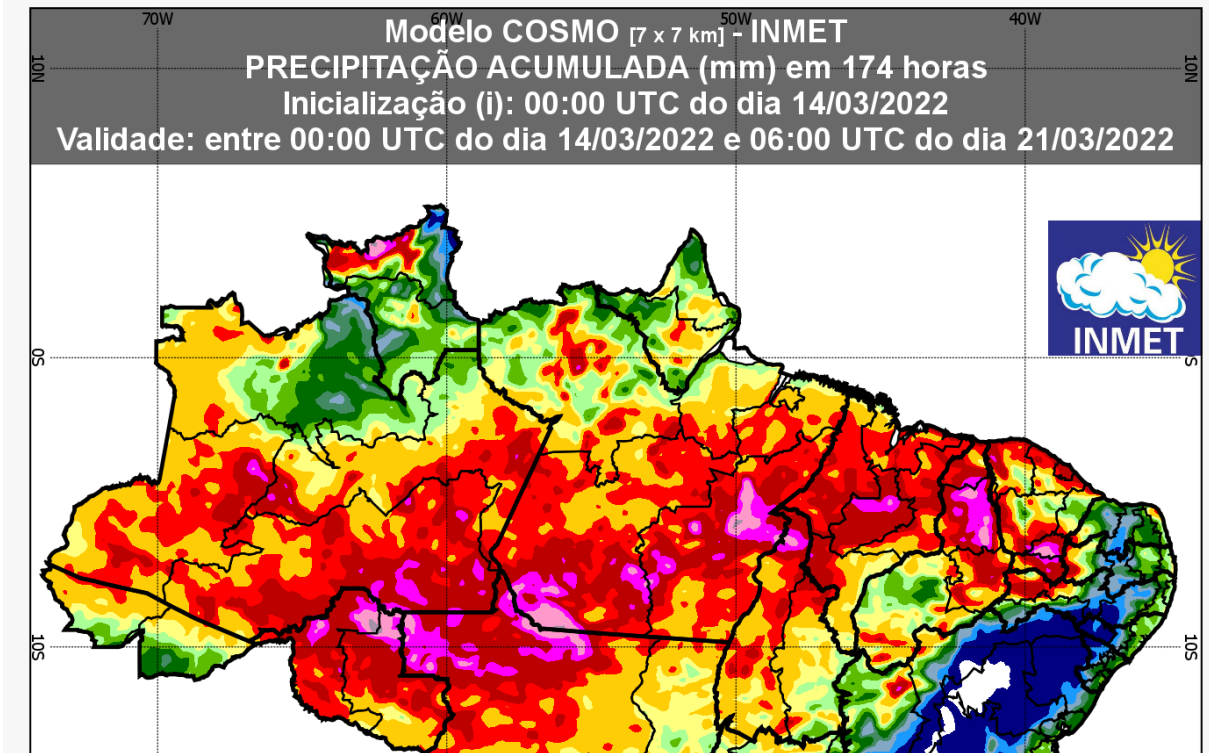 70W 60W 50W 40W
Modelo COSMO [7 x 7 km] - INMET
10N PRECIPITAÇÃO ACUMULADA (mm) em 174 horas 10N
Inicialização (i): 00:00 UTC do dia 14/03/2022
Validade: entre 00:00 UTC do dia 14/03/2022 e 06:00 UTC do dia 21/03/2022
INMET
0S S
10S 10S